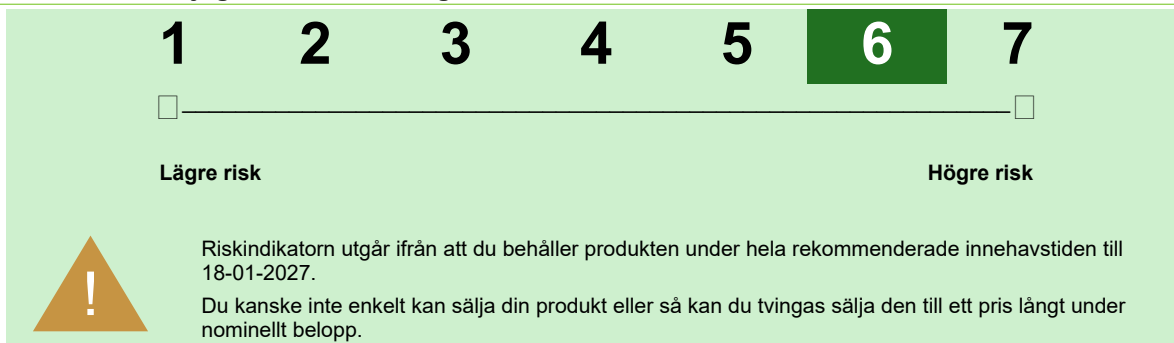 1 2 3 4 5 6 7
Lägre risk Högre risk
!
Riskindikatorn utgår ifrån att du behåller produkten under hela rekommenderade innehavstiden till
18-01-2027.
Du kanske inte enkelt kan sälja din produkt eller så kan du tvingas sälja den till ett pris långt under
nominellt belopp.